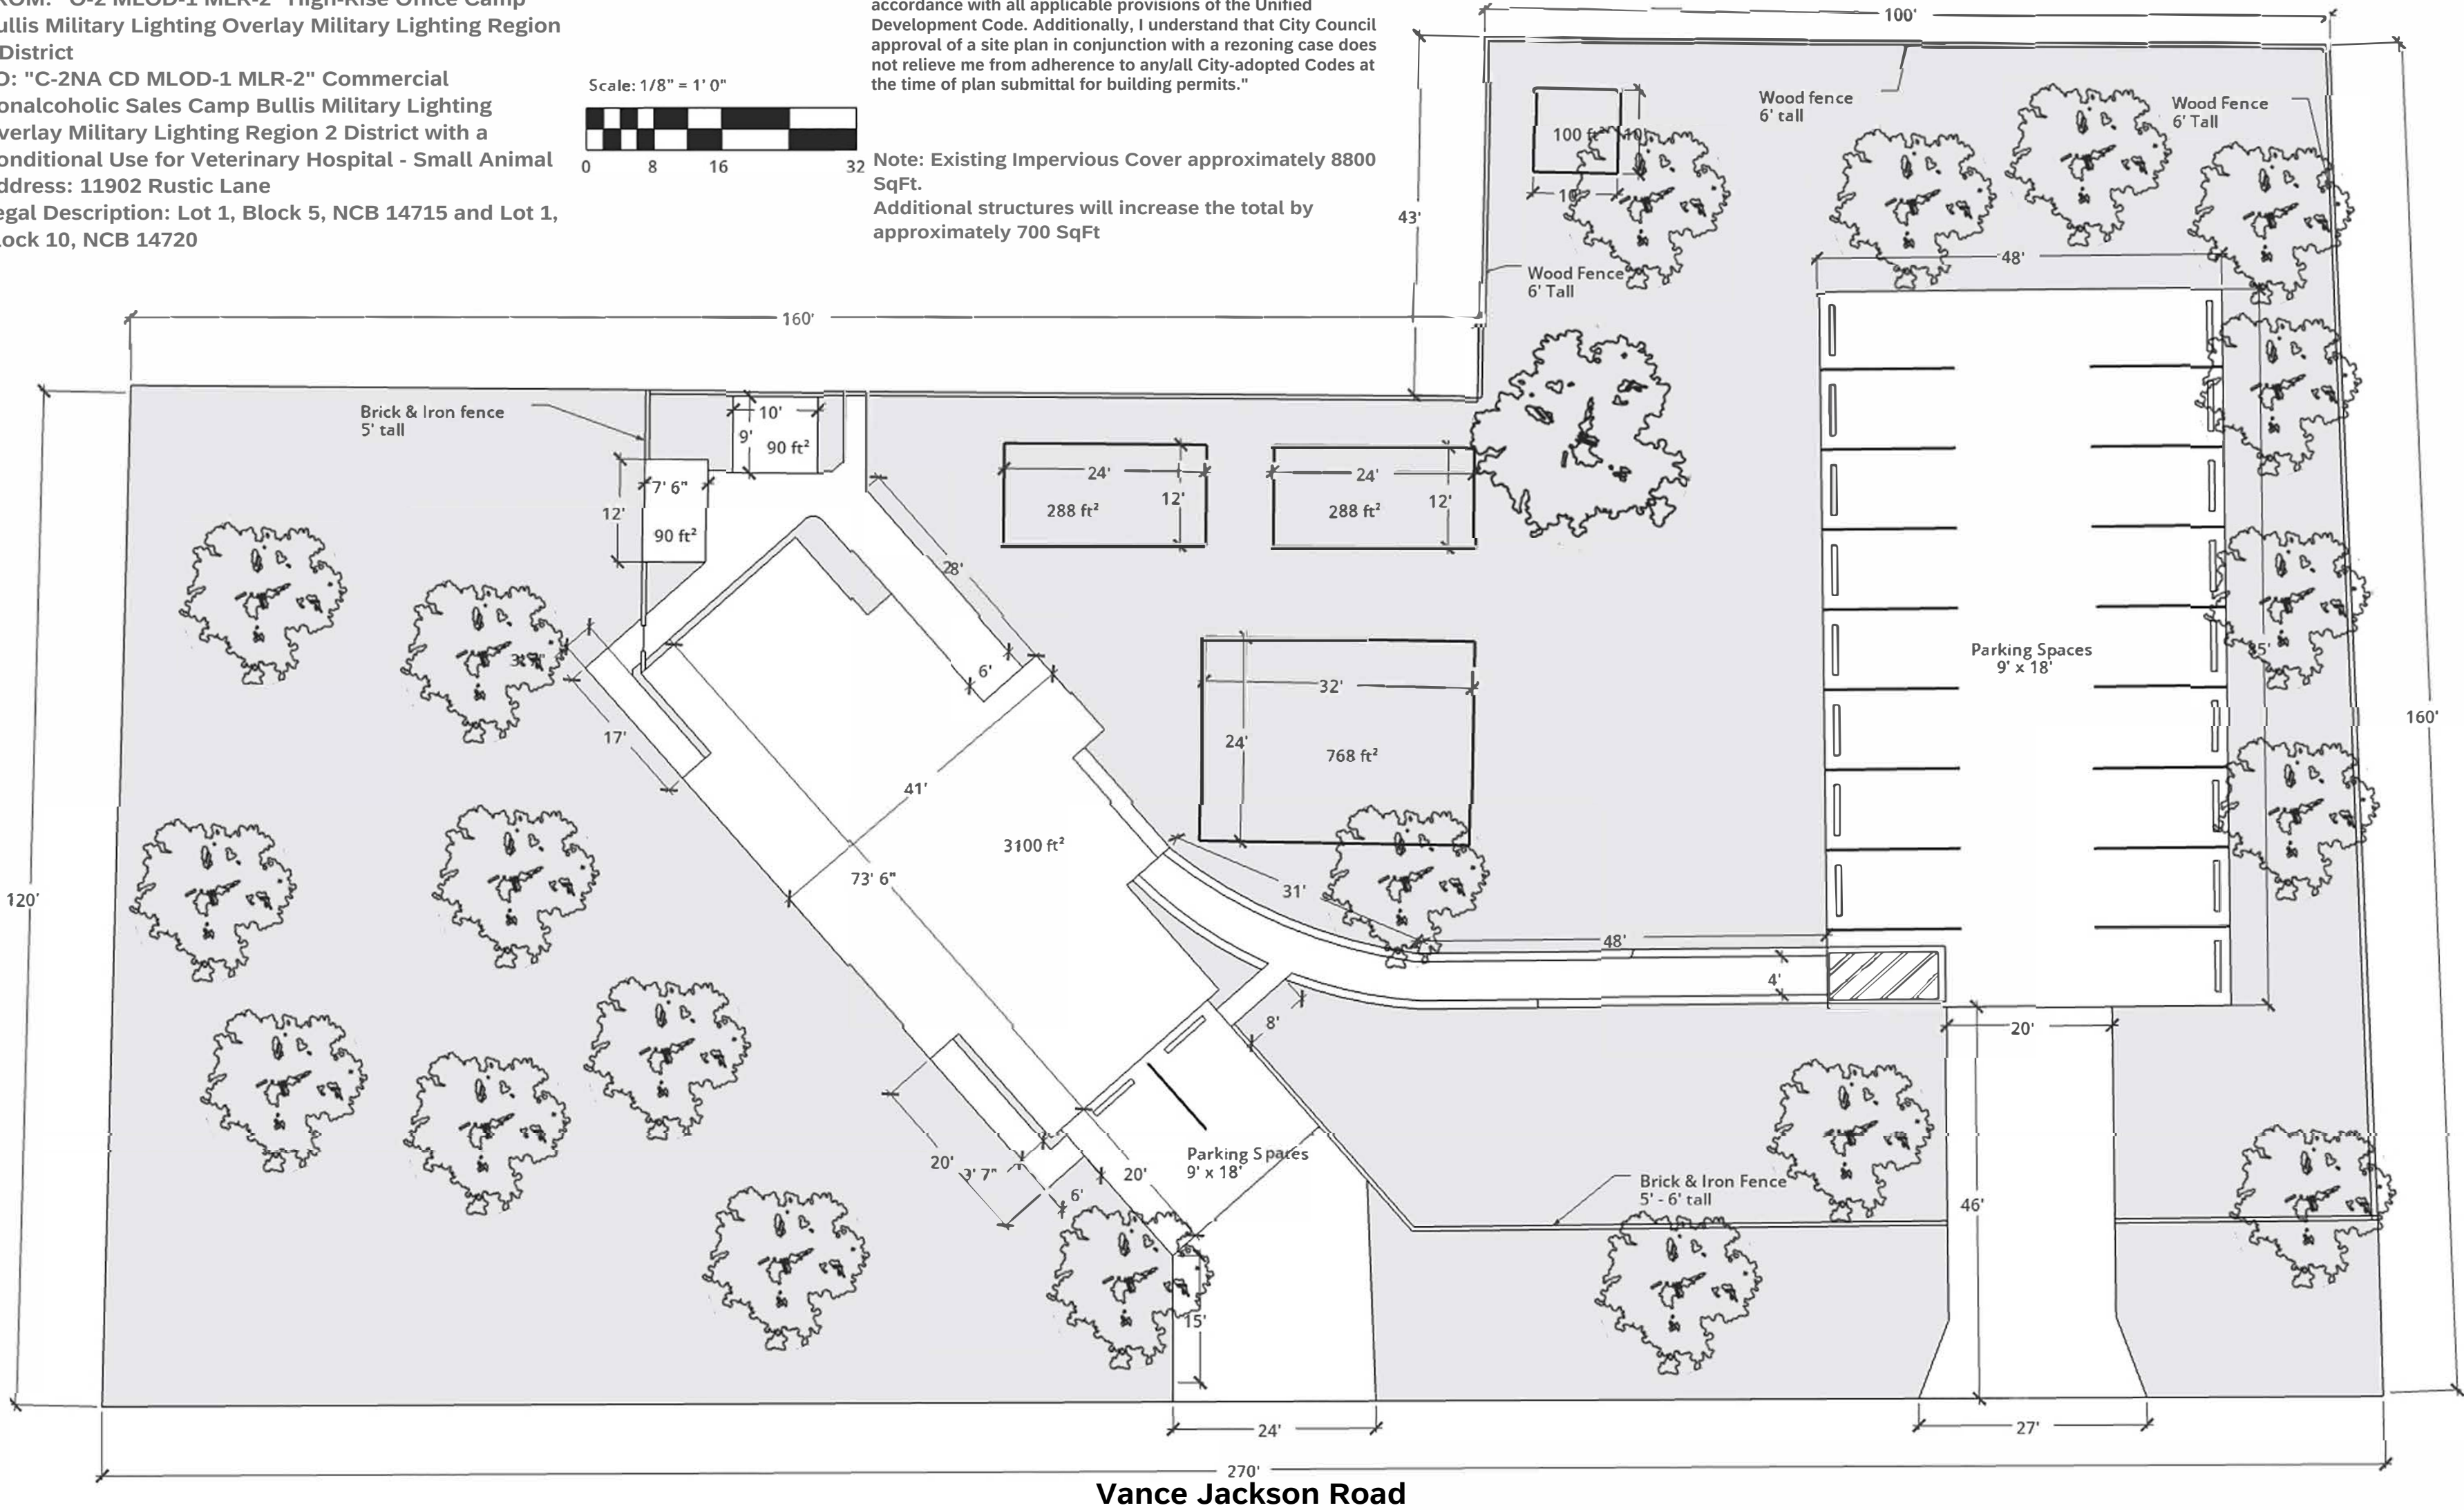 "C-2 MLOD-1 MLR-2" High-Rise Office Camp
Military Lighting Overlay Military Lighting Region
District
"C-2NA CD MLOD-1 MLR-2" Commercial
Sales Camp Bullis Military Lighting
Military Lighting Region 2 District with a
Use for Veterinary Hospital - Small Animal
11902 Rustic Lane
Description: Lot 1, Block 5, NCB 14715 and Lot 1,
10, NCB 14720
Scale: 1/8" = 1' 0"
0 8 16 32
accordance with all applicable provisions of the Unified
Development Code. Additionally, I understand that City Council
approval of a site plan in conjunction with a rezoning case does
not relieve me from adherence to any/all City-adopted Codes at
the time of plan submittal for building permits."
Note: Existing Impervious Cover approximately 8800
SqFt.
Additional structures will increase the total by
approximately 700 SqFt
100'
Wood fence
6' tall
Wood Fence
6' Tall
100
10'
43'
Wood Fence
6' Tall
48'
160'
Brick & Iron fence
5' tall
10'
9'
90 ft²
7' 6"
12'
90 ft²
24'
12'
288 ft²
24'
12'
288 ft²
28'
6'
17'
41'
3100 ft²
73' 6"
32'
24'
768 ft²
Parking Spaces
9' x 18'
160'
120'
31'
48'
4'
8'
20'
20'
3' 7"
6'
20'
Parking Spaces
9' x 18'
Brick & Iron Fence
5' - 6' tall
46'
15'
24'
27'
270'
Vance Jackson Road